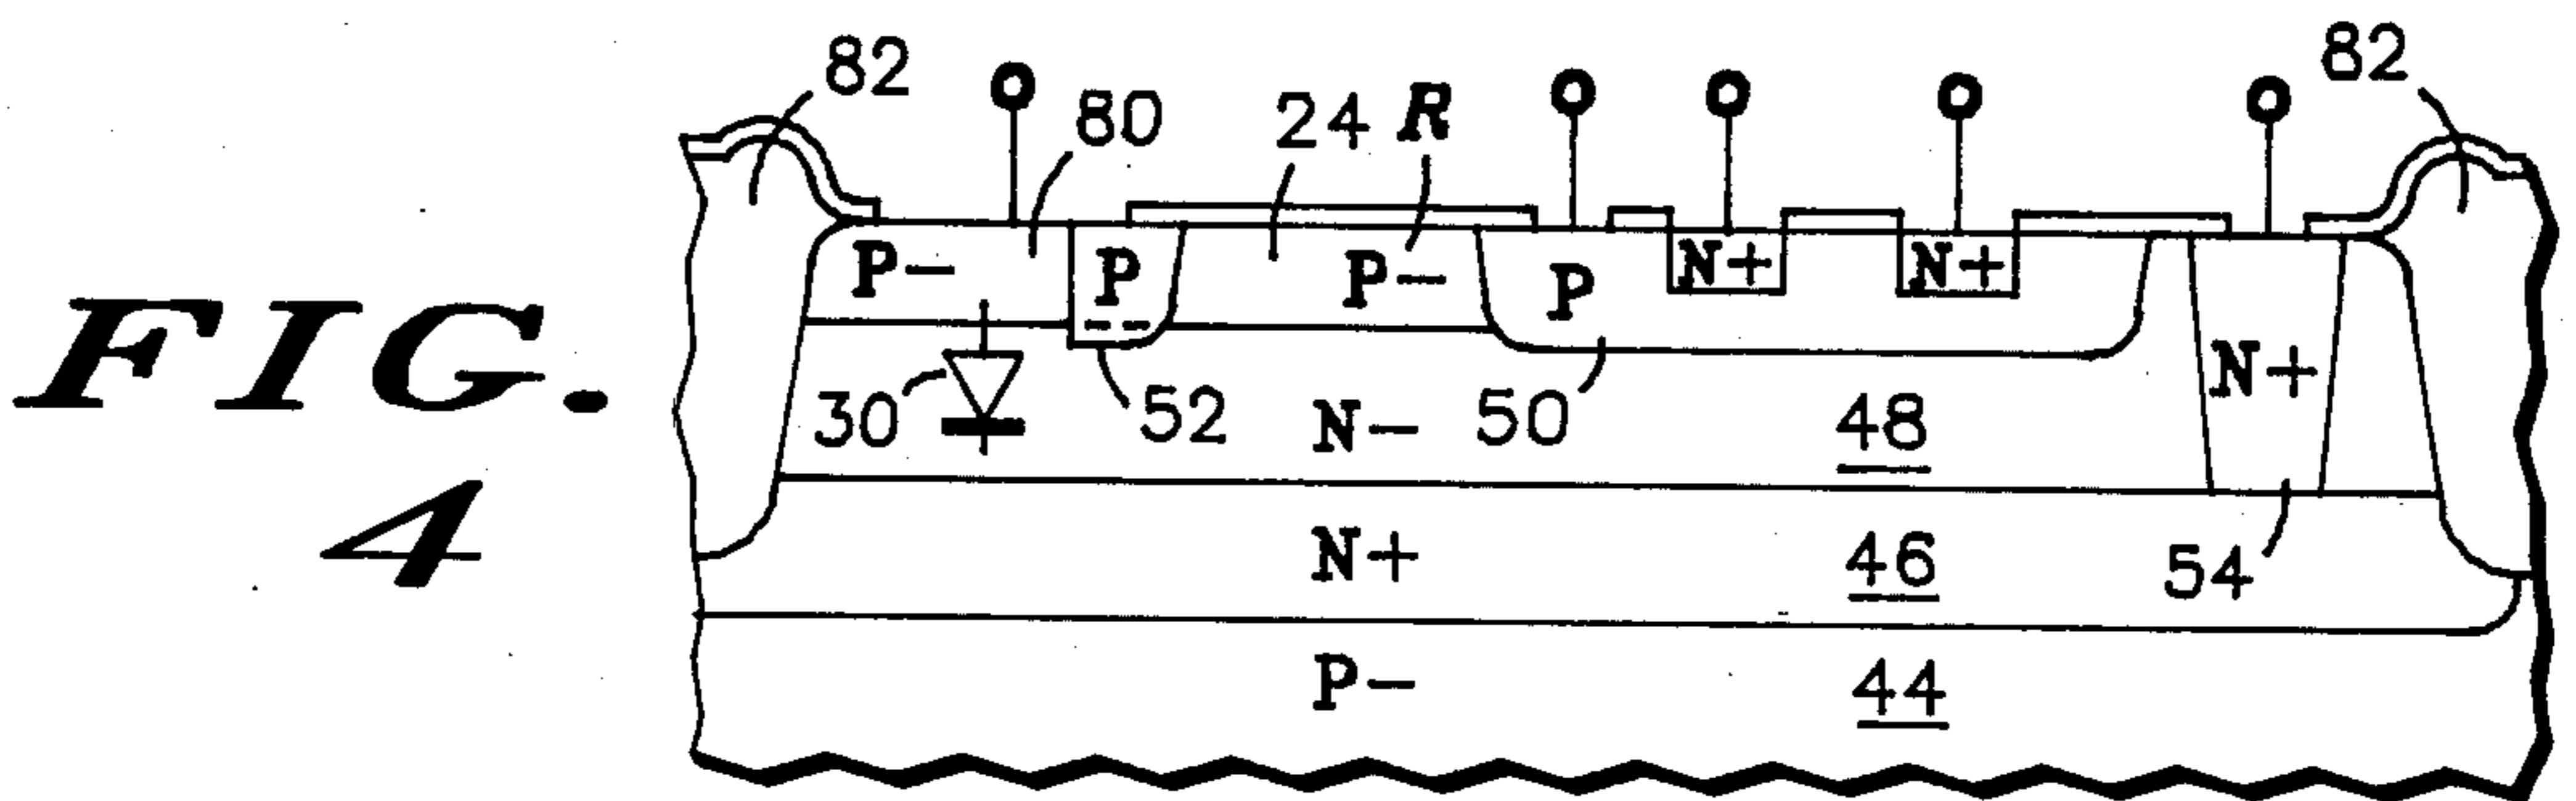 82 80 24 R 82
P- P P- P N+ N+
FIG. 4
30 52 N- 50 48 N+
N+ 46 54
P- 44